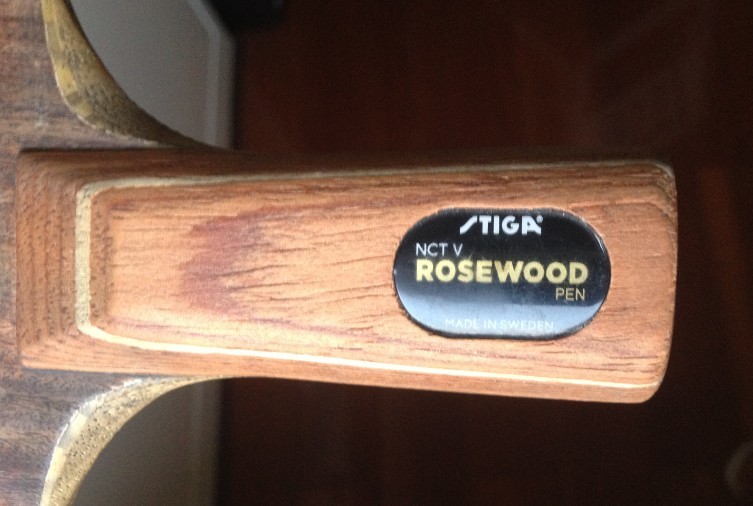 STIGA®
NCT V
ROSEWOOD
PEN
MADE IN SWEDEN